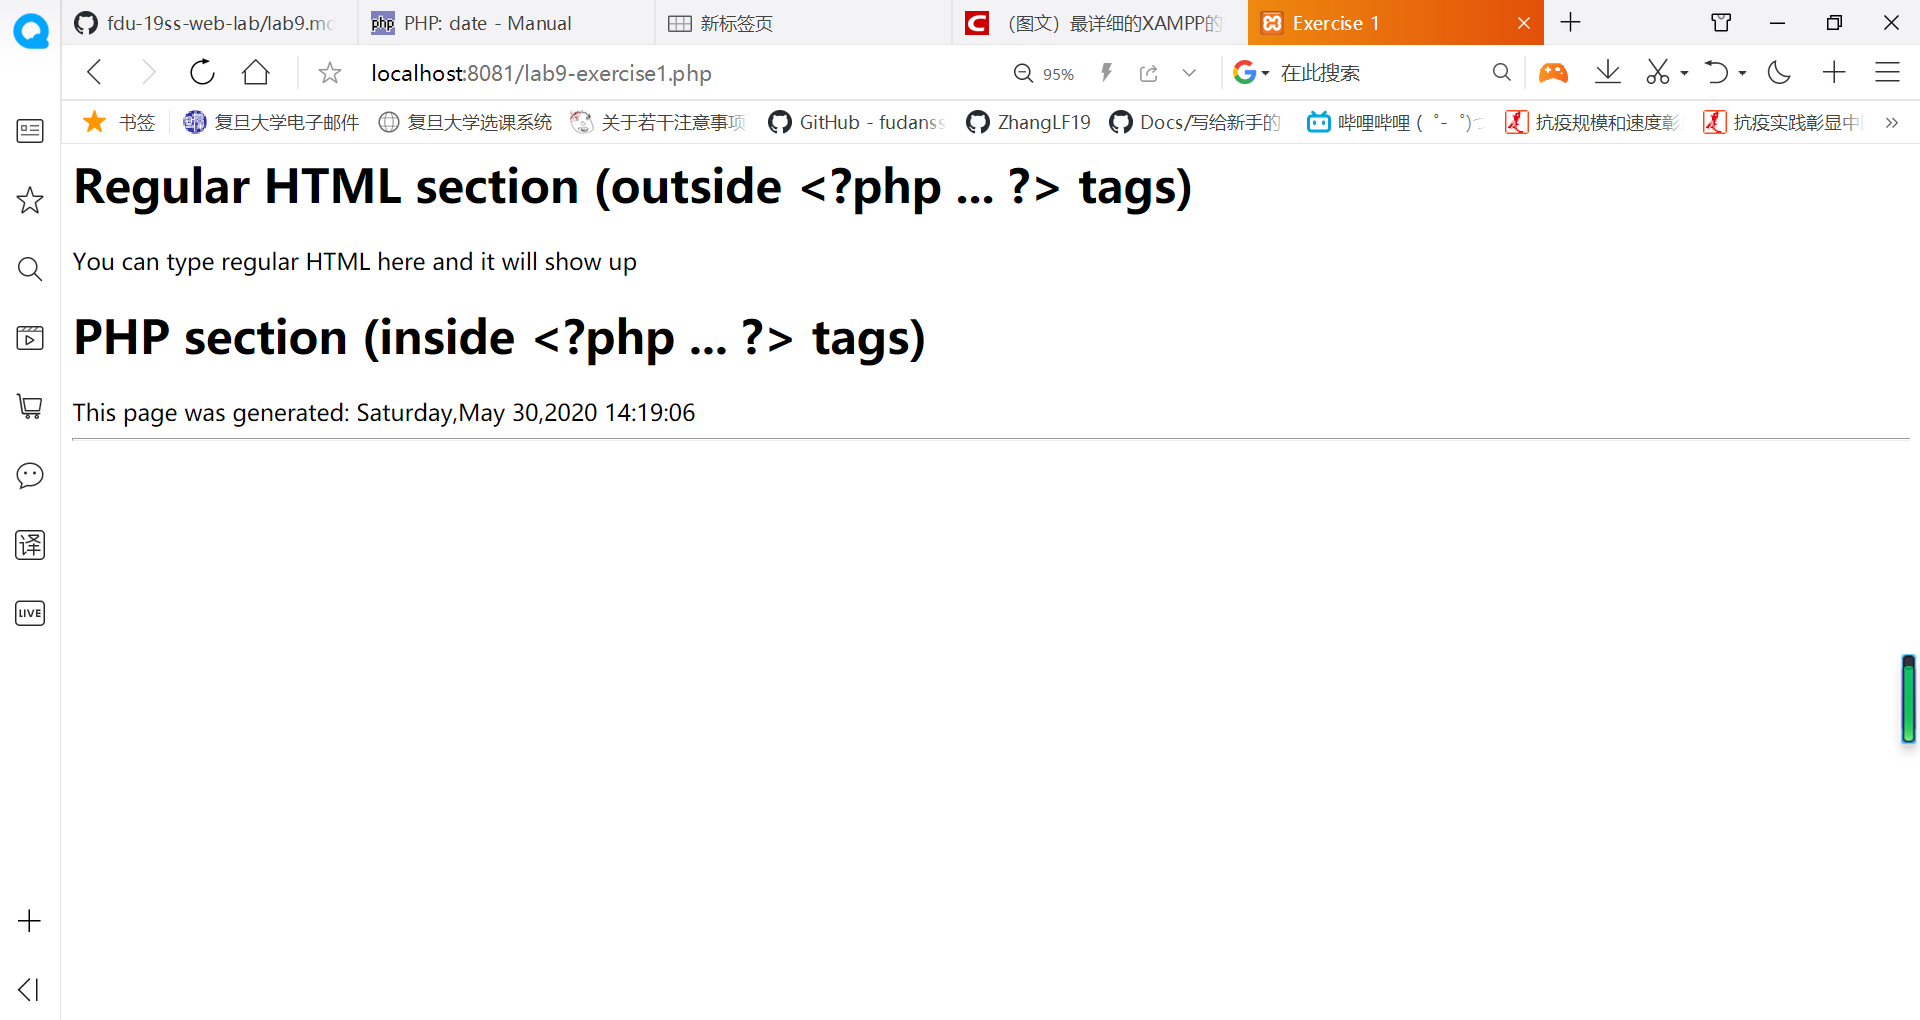 fdu-19ss-web-lab/lab9.mc
php PHP: date - Manual
新标签页
C （图文）最详细的XAMPP的
Exercise 1
localhost:8081/lab9-exercise1.php
95%
G 在此搜索
书签
复旦大学电子邮件
复旦大学选课系统
关于若干注意事项
GitHub - fudanss
ZhangLF19
Docs/写给新手的
哔哩哔哩 ( ゜- ゜)つ
抗疫规模和速度彰
抗疫实践彰显中
Regular HTML section (outside <?php ... ?> tags)
You can type regular HTML here and it will show up
PHP section (inside <?php ... ?> tags)
This page was generated: Saturday,May 30,2020 14:19:06
译
LIVE